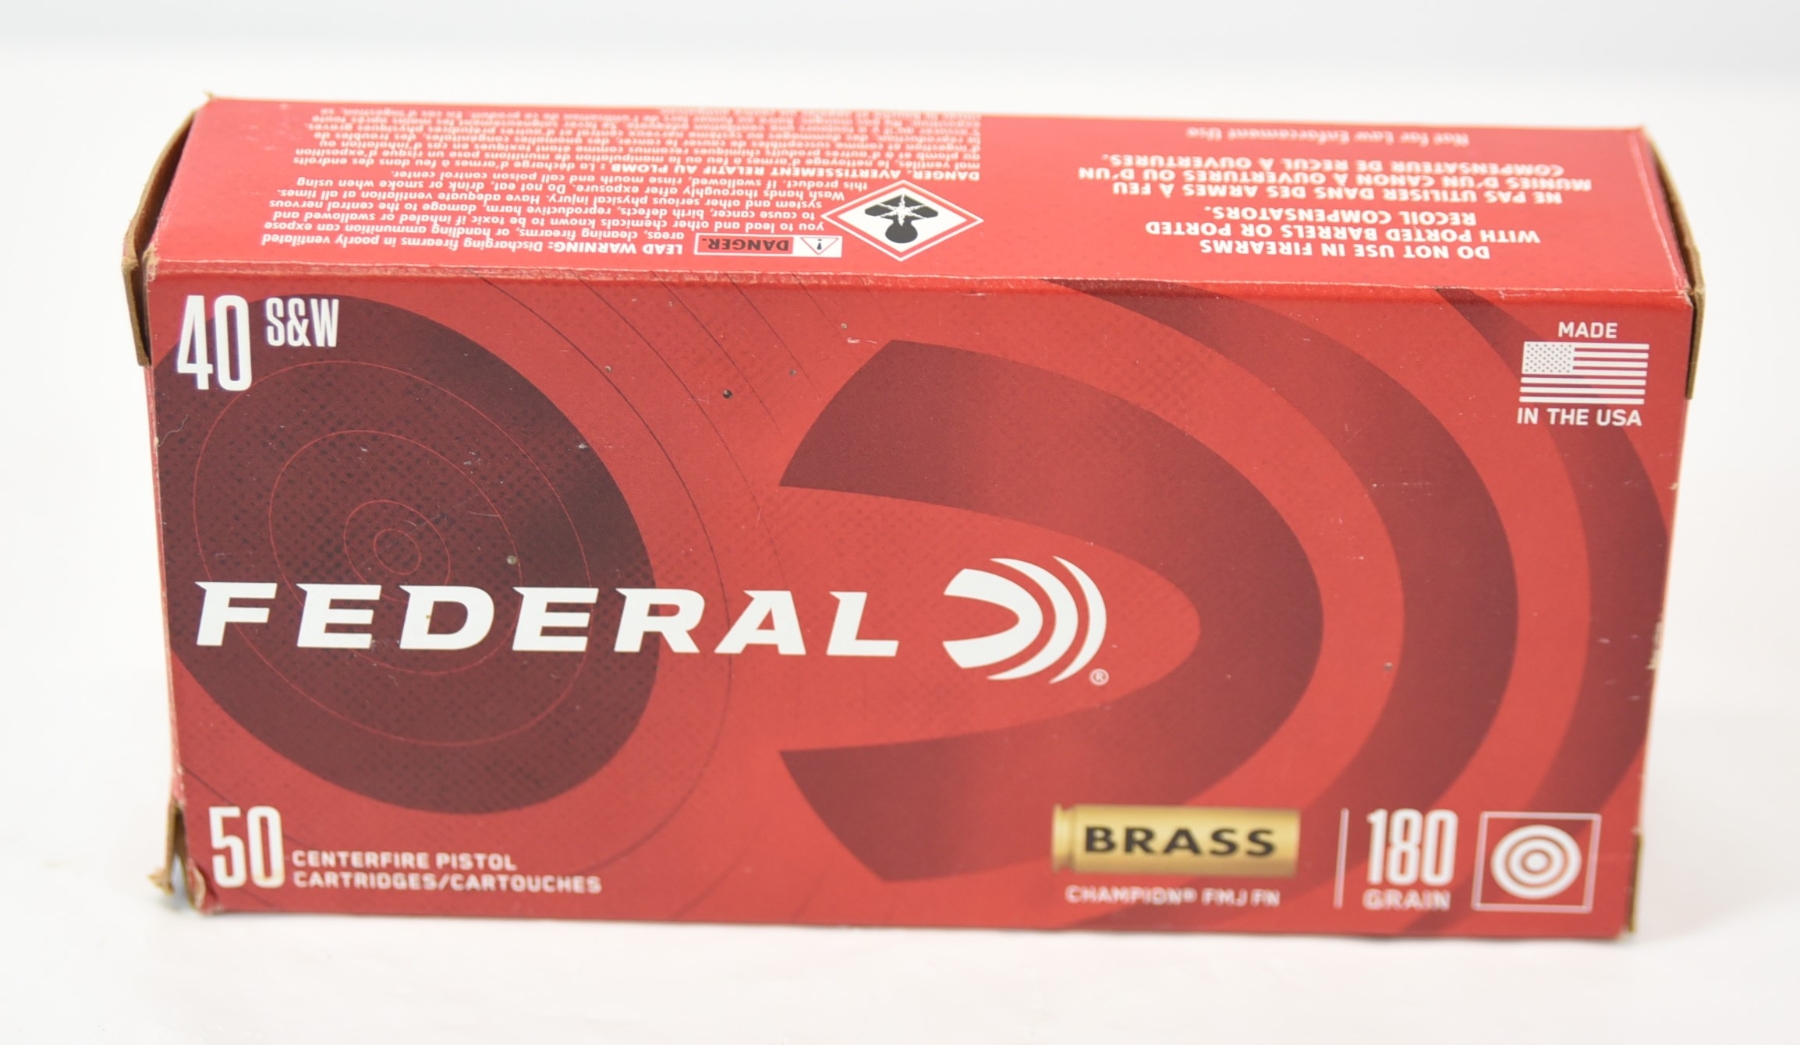 40 S&W
MADE
IN THE USA
FEDERAL
®
50 CENTERFIRE PISTOL
CARTRIDGES/CARTOUCHES
BRASS
CHAMPION® FMJ FN
180
GRAIN
DANGER.
LEAD WARNING: Discharging firearms in poorly ventilated
areas, cleaning firearms, or handling ammunition can expose
you to lead and other chemicals known to be toxic if inhaled or swallowed and
to cause cancer, birth defects, reproductive harm, damage to the central nervous
system and other serious physical injury. Have adequate ventilation at all times.
Wash hands thoroughly after exposure. Do not eat, drink or smoke when using
this product. If swallowed, rinse mouth and call poison control center.
DANGER. AVERTISSEMENT RELATIF AU PLOMB : La décharge d'armes à feu dans des endroits
DO NOT USE IN FIREARMS
WITH PORTED BARRELS OR PORTED
RECOIL COMPENSATORS.
NE PAS UTILISER DANS DES ARMES À FEU
MUNIES D'UN CANON À OUVERTURES OU D'UN
COMPENSATEUR DE RECUL À OUVERTURES.
Not for Law Enforcement Use